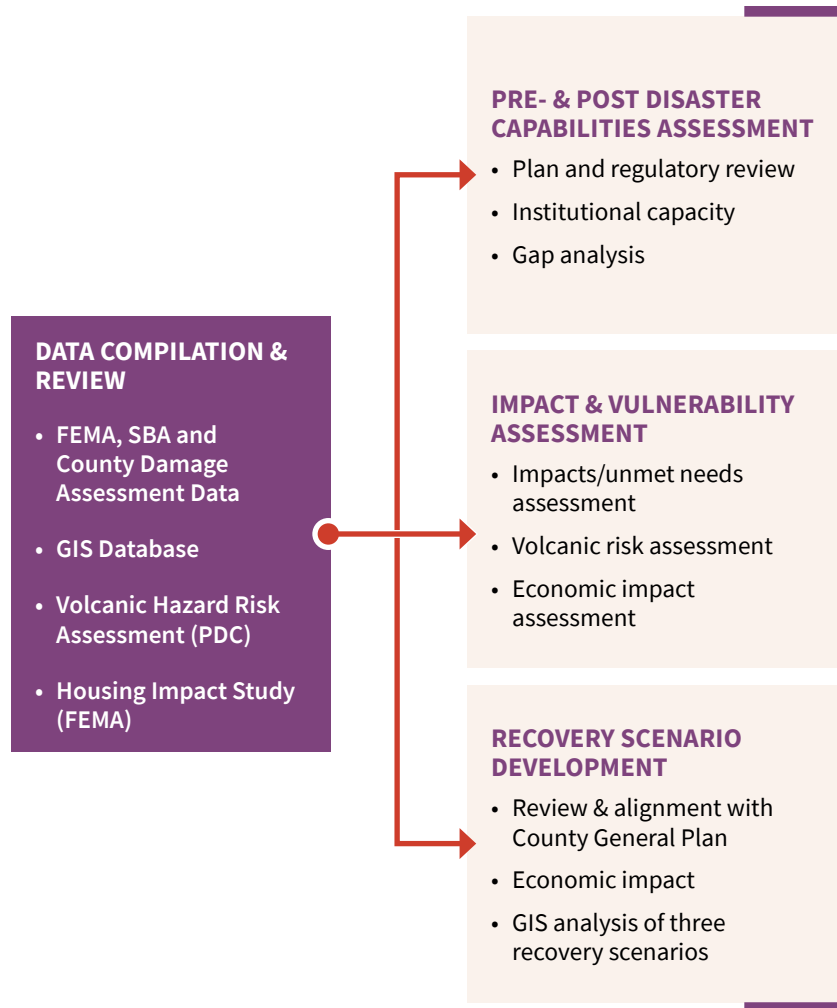 DATA COMPILATION &
REVIEW
• FEMA, SBA and
County Damage
Assessment Data
• GIS Database
• Volcanic Hazard Risk
Assessment (PDC)
• Housing Impact Study
(FEMA)
PRE- & POST DISASTER
CAPABILITIES ASSESSMENT
• Plan and regulatory review
• Institutional capacity
• Gap analysis
IMPACT & VULNERABILITY
ASSESSMENT
• Impacts/unmet needs
assessment
• Volcanic risk assessment
• Economic impact
assessment
RECOVERY SCENARIO
DEVELOPMENT
• Review & alignment with
County General Plan
• Economic impact
• GIS analysis of three
recovery scenarios